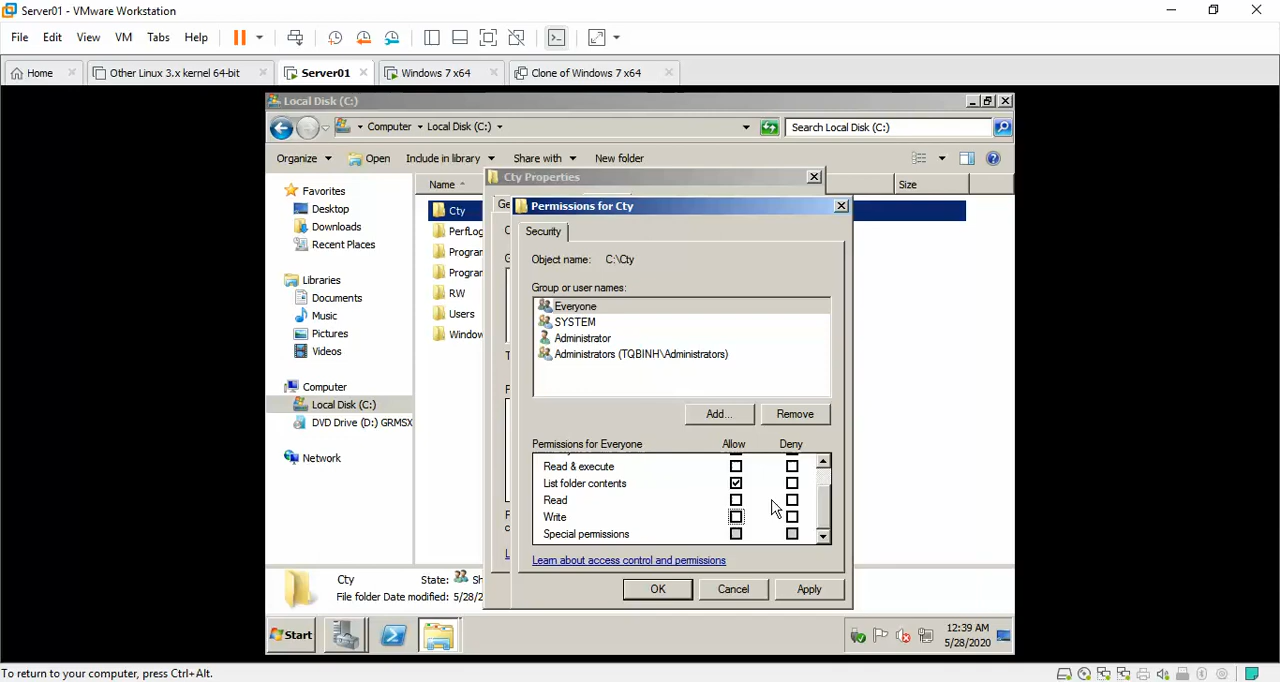 Server01 - VMware Workstation
File Edit View VM Tabs Help
Home Other Linux 3.x kernel 64-bit Server01 Windows 7 x64 Clone of Windows 7 x64
Local Disk (C:)
Computer Local Disk (C:) Search Local Disk (C:)
Organize Open Include in library Share with New folder
Cty Properties
Name Size
Favorites
Desktop
Downloads
Recent Places
Libraries
Documents
Music
Pictures
Videos
Computer
Local Disk (C:)
DVD Drive (D:) GRMSX
Network
Cty
PerfLog
Program
Program
RW
Users
Window
Ge
Permissions for Cty
Security
Object name: C:\Cty
Group or user names:
Everyone
SYSTEM
Administrator
Administrators (TQBINH\Administrators)
Add... Remove
Permissions for Everyone Allow Deny
Read & execute
List folder contents
Read
Write
Special permissions
Learn about access control and permissions
OK Cancel Apply
Cty State: Sh
File folder Date modified: 5/28/2
Start
12:39 AM
5/28/2020
To return to your computer, press Ctrl+Alt.